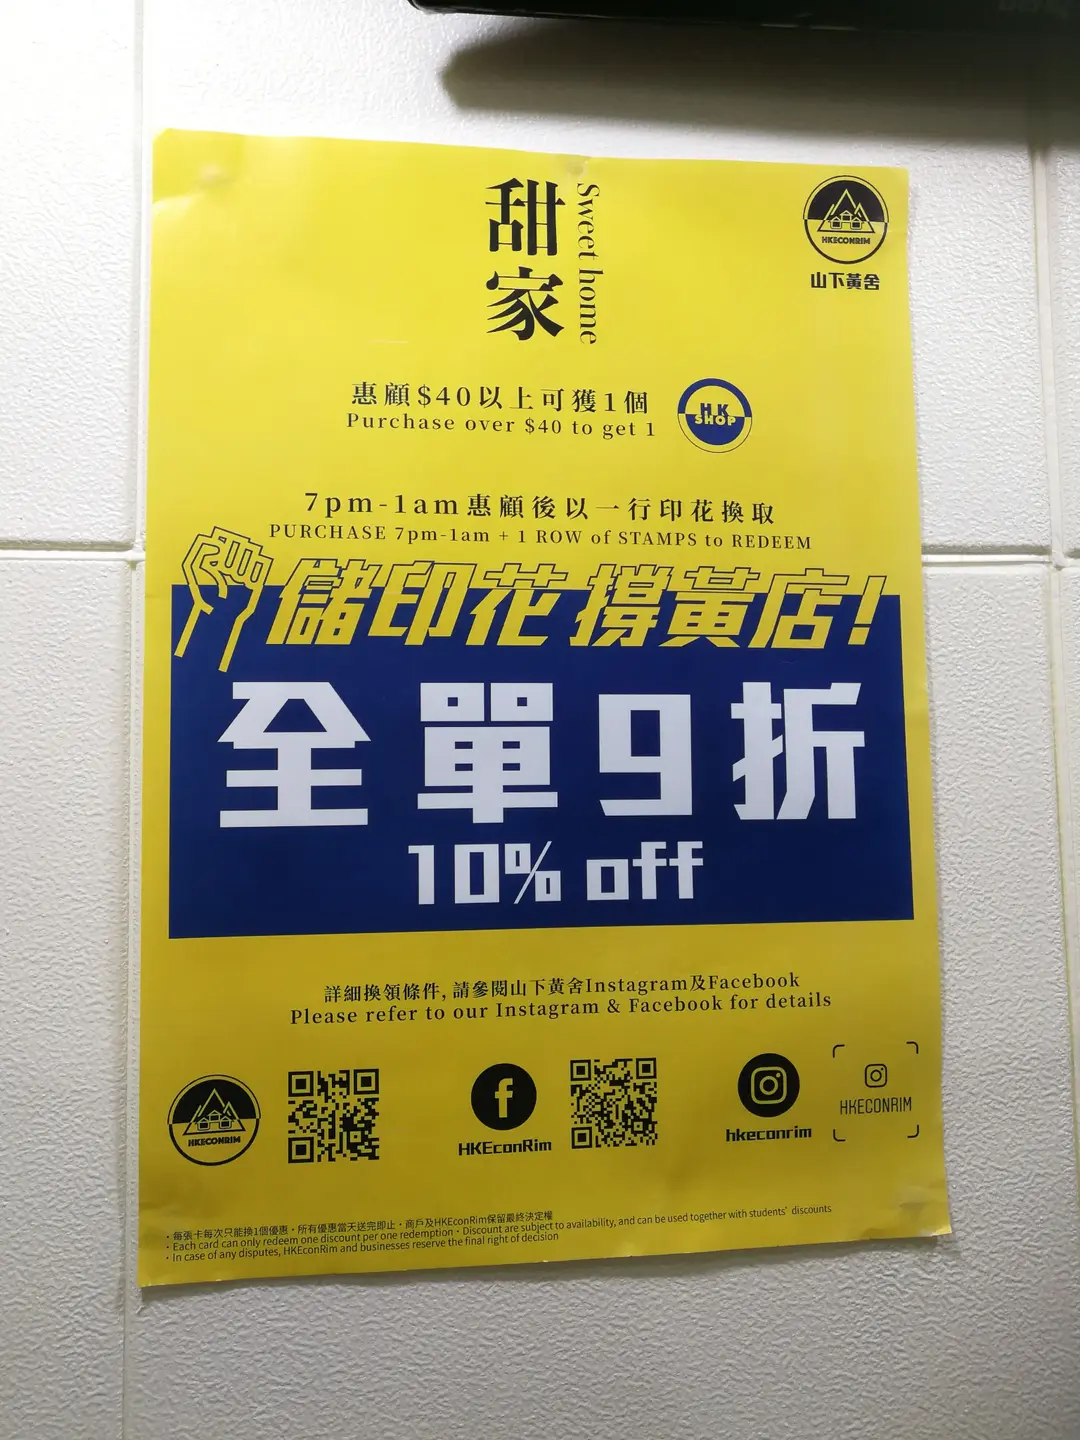 甜家
Sweet home
HKECONRIM
山下黃舍
惠顧$40以上可獲1個
Purchase over $40 to get 1
HK
SHOP
7pm-1am惠顧後以一行印花換取
PURCHASE 7pm-1am + 1 ROW of STAMPS to REDEEM
儲印花撐黃店!
全單9折
10% off
詳細換領條件, 請參閱山下黃舍Instagram及Facebook
Please refer to our Instagram & Facebook for details
HKECONRIM
HKEconRim
hkeconrim
HKECONRIM
・每張卡每次只能換1個優惠・所有優惠當天送完即止・商戶及HKEconRim保留最終決定權
・Each card can only redeem one discount per one redemption・Discount are subject to availability, and can be used together with students' discounts
・In case of any disputes, HKEconRim and businesses reserve the final right of decision